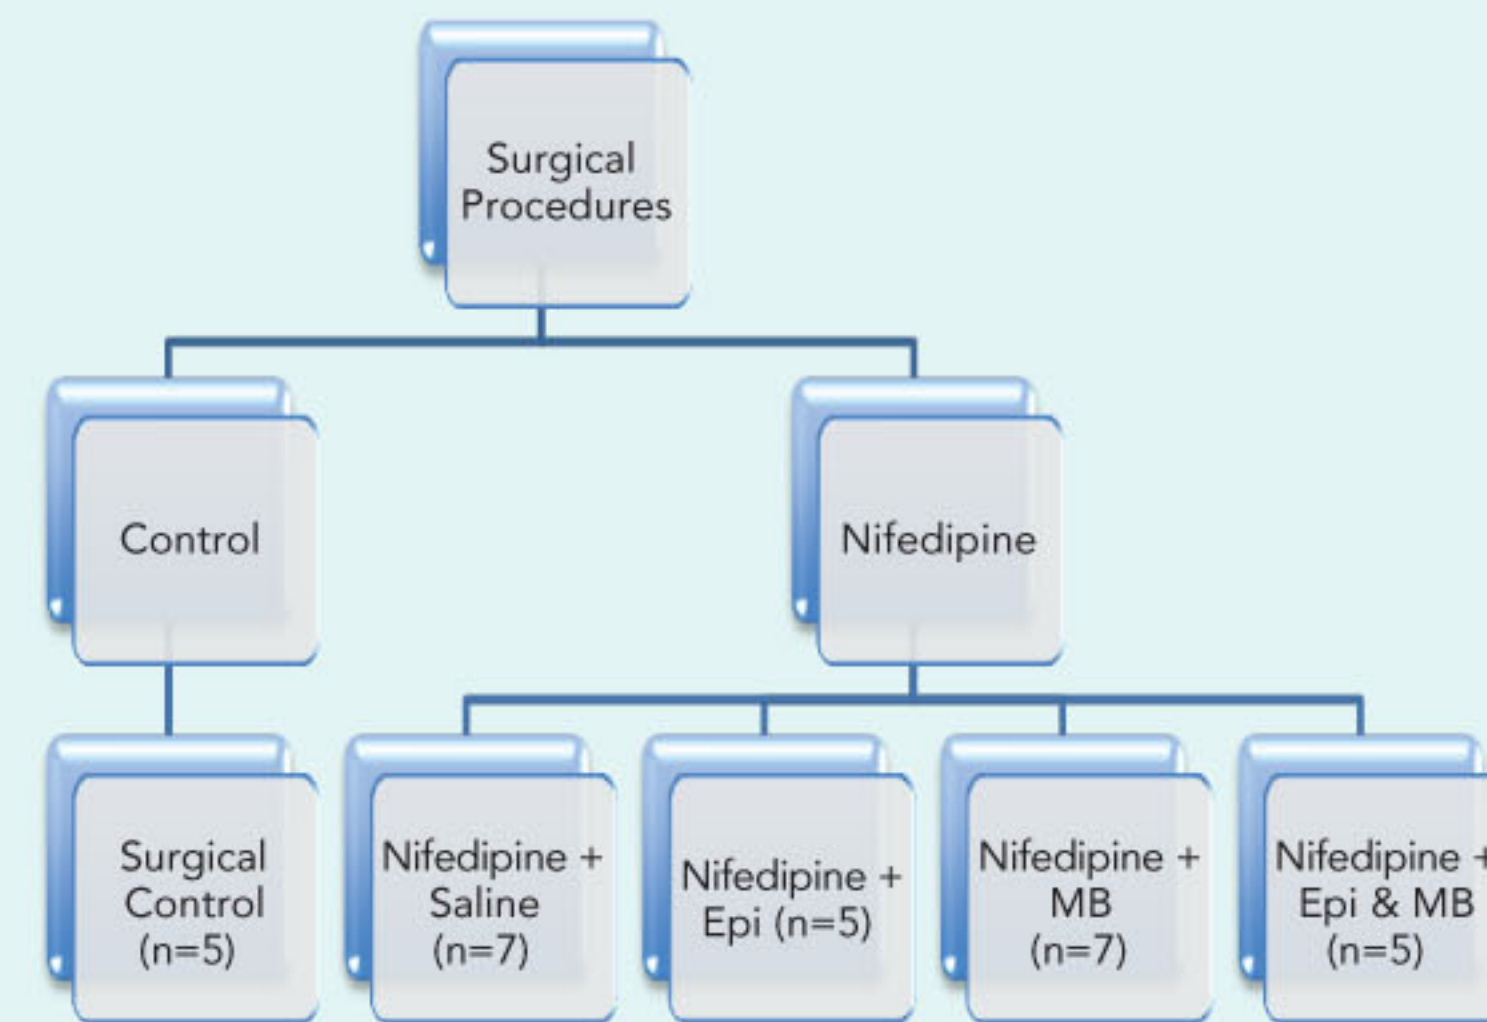 Surgical
Procedures
Control
Nifedipine
Surgical
Control
(n=5)
Nifedipine +
Saline
(n=7)
Nifedipine +
Epi (n=5)
Nifedipine +
MB
(n=7)
Nifedipine +
Epi & MB
(n=5)